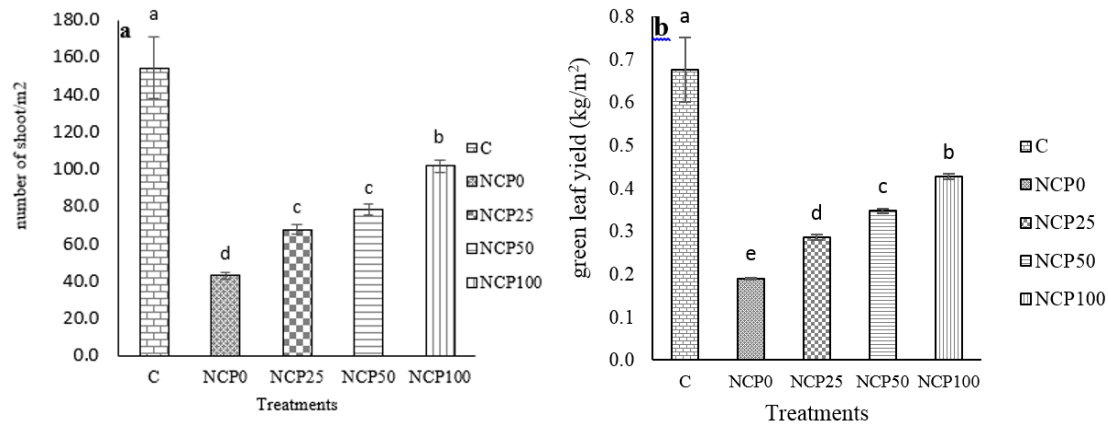 a
number of shoot/m2
180.0
160.0
140.0
120.0
100.0
80.0
60.0
40.0
20.0
0.0
a
d
c
c
b
C
NCP0
NCP25
NCP50
NCP100
Treatments
C
NCP0
NCP25
NCP50
NCP100
b
green leaf yield (kg/m²)
0.8
0.7
0.6
0.5
0.4
0.3
0.2
0.1
0.0
a
e
d
c
b
C
NCP0
NCP25
NCP50
NCP100
Treatments
C
NCP0
NCP25
NCP50
NCP100